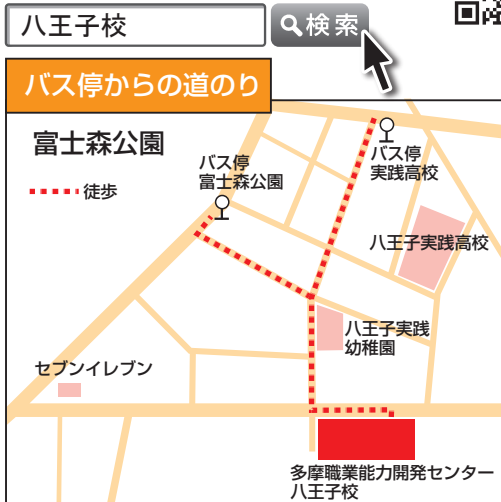 八王子校
検索
バス停からの道のり
富士森公園
徒歩
バス停
富士森公園
バス停
実践高校
八王子実践高校
八王子実践
幼稚園
セブンイレブン
多摩職業能力開発センター
八王子校